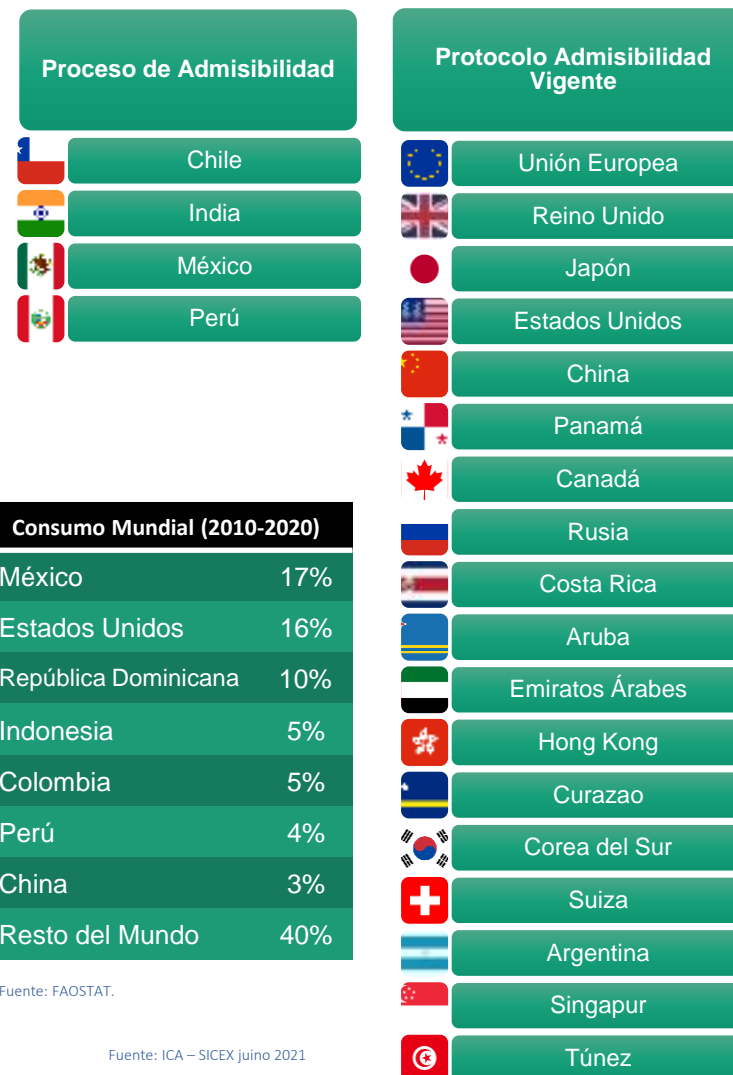 Proceso de Admisibilidad
Chile
India
México
Perú
Consumo Mundial (2010-2020)
México 17%
Estados Unidos 16%
República Dominicana 10%
Indonesia 5%
Colombia 5%
Perú 4%
China 3%
Resto del Mundo 40%
Fuente: FAOSTAT.
Fuente: ICA – SICEX juino 2021
Protocolo Admisibilidad
Vigente
Unión Europea
Reino Unido
Japón
Estados Unidos
China
Panamá
Canadá
Rusia
Costa Rica
Aruba
Emiratos Árabes
Hong Kong
Curazao
Corea del Sur
Suiza
Argentina
Singapur
Túnez